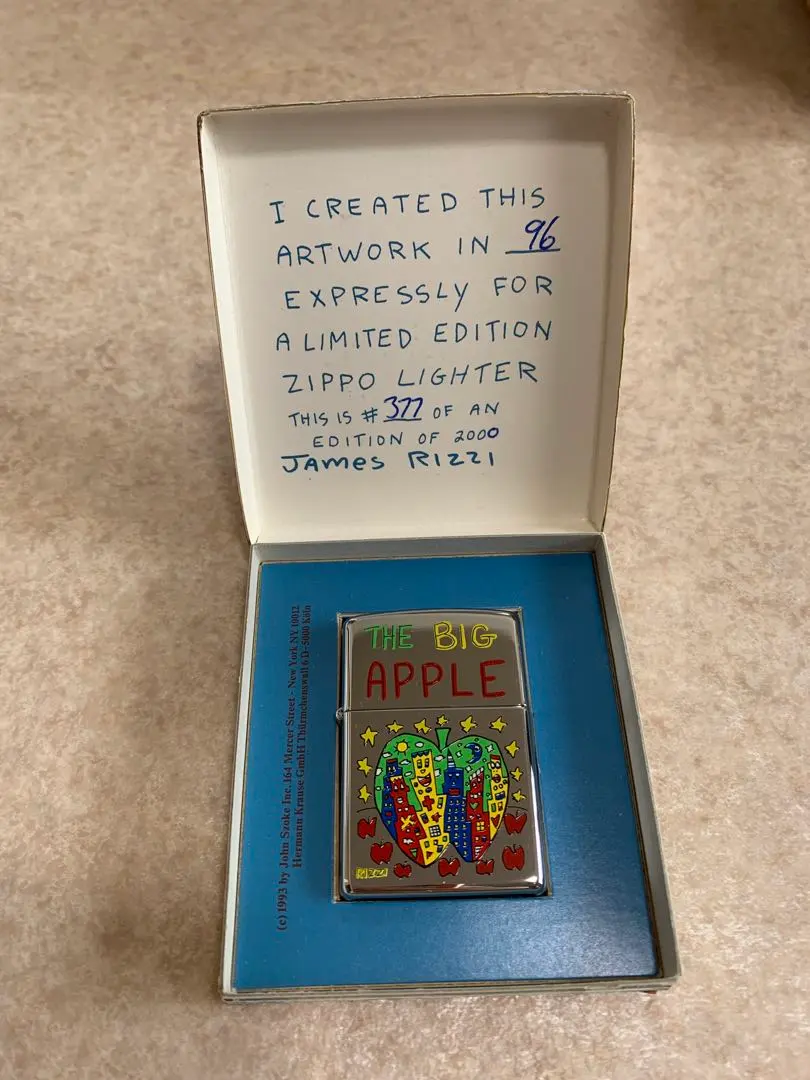 I CREATED THIS
ARTWORK IN 96
EXPRESSLY FOR
A LIMITED EDITION
ZIPPO LIGHTER
THIS IS # 377 OF AN
EDITION OF 2000
JAMES RIZZI
(c) 1993 by John Szoke Inc. 164 Mercer Street - New York NY. 10012
Hermann Krause GmbH Thürmchenswall 6 D-5000 Köln
THE BIG
APPLE
RIZZI